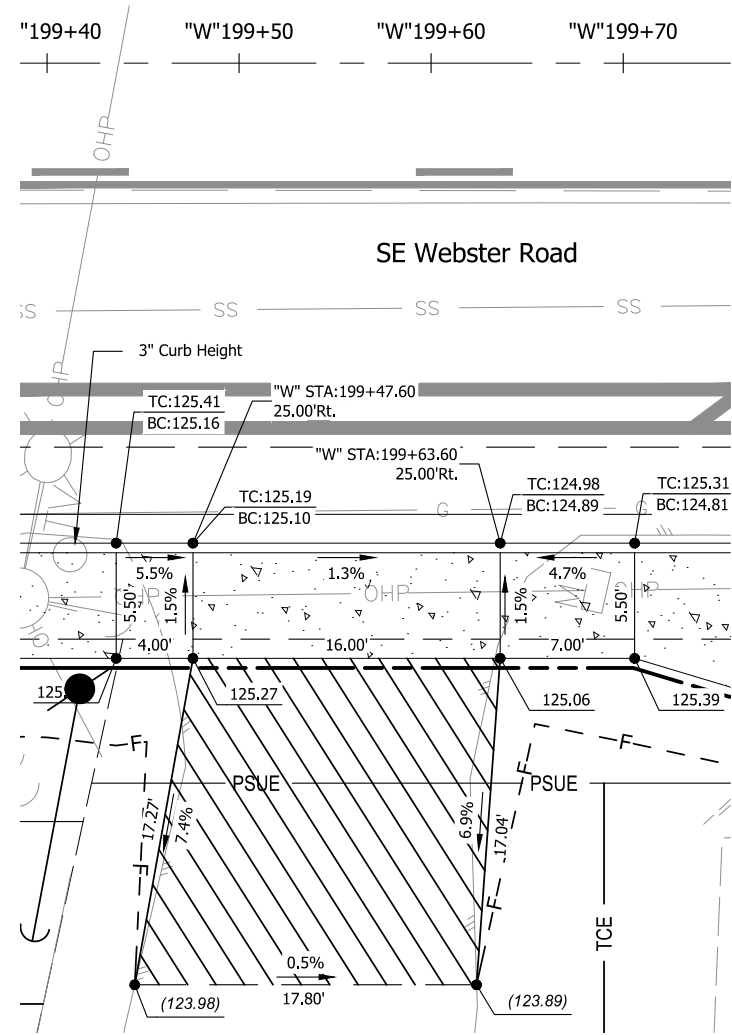 "W"199+40
"W"199+50
"W"199+60
"W"199+70
OHP
SE Webster Road
SS
SS
SS
SS
3" Curb Height
OHP
TC:125.41
BC:125.16
"W" STA:199+47.60
25.00'Rt.
"W" STA:199+63.60
25.00'Rt.
TC:125.19
BC:125.10
TC:124.98
BC:124.89
TC:125.31
BC:124.81
G
G
5.5%
1.3%
4.7%
OHP
OHP
5.50'
1.5%
1.5%
5.50'
4.00'
16.00'
7.00'
125.27
125.06
125.39
F
F
PSUE
PSUE
17.27'
7.4%
6.9%
17.04'
F
F
F
TCE
0.5%
17.80'
(123.98)
(123.89)